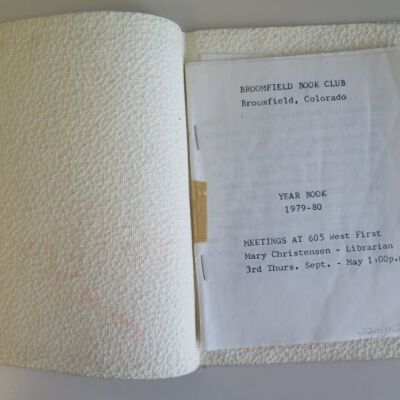 BROOMFIELD BOOK CLUB
Broomfield, Colorado
YEAR BOOK
1979-80
MEETINGS AT 605 West First
Mary Christensen - Librarian
3rd Thurs. Sept. - May 1:00p.